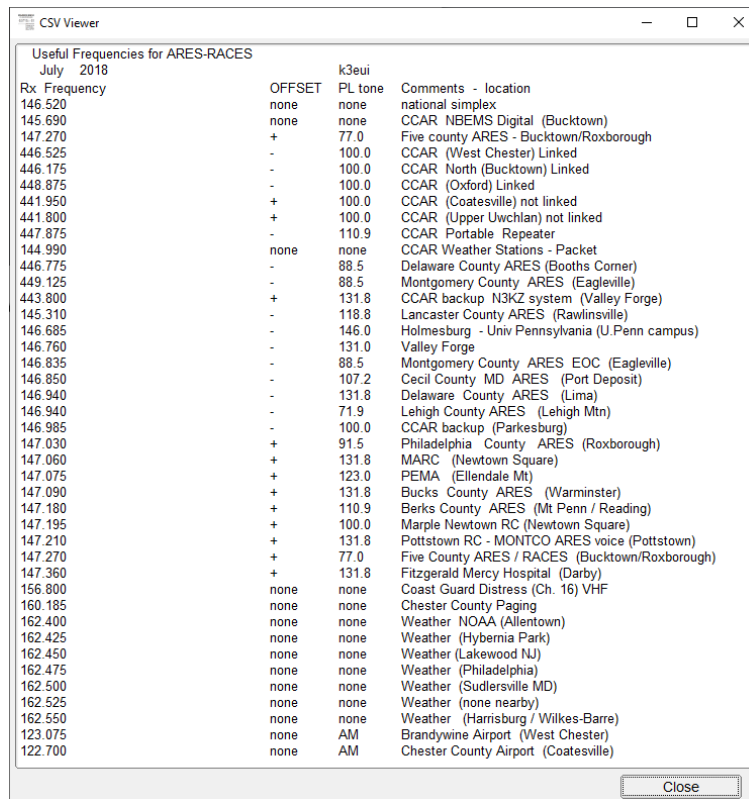 CSV Viewer
Useful Frequencies for ARES-RACES
July 2018 k3eui
Rx Frequency OFFSET PL tone Comments - location
146.520 none none national simplex
145.690 none none CCAR NBEMS Digital (Bucktown)
147.270 + 77.0 Five county ARES - Bucktown/Roxborough
446.525 - 100.0 CCAR (West Chester) Linked
446.175 - 100.0 CCAR North (Bucktown) Linked
448.875 - 100.0 CCAR (Oxford) Linked
441.950 + 100.0 CCAR (Coatesville) not linked
441.800 + 100.0 CCAR (Upper Uwchlan) not linked
447.875 - 110.9 CCAR Portable Repeater
144.990 none none CCAR Weather Stations - Packet
446.775 - 88.5 Delaware County ARES (Booths Corner)
449.125 - 88.5 Montgomery County ARES (Eagleville)
443.800 + 131.8 CCAR backup N3KZ system (Valley Forge)
145.310 - 118.8 Lancaster County ARES (Rawlinsville)
146.685 - 146.0 Holmesburg - Univ Pennsylvania (U.Penn campus)
146.760 - 131.0 Valley Forge
146.835 - 88.5 Montgomery County ARES EOC (Eagleville)
146.850 - 107.2 Cecil County MD ARES (Port Deposit)
146.940 - 131.8 Delaware County ARES (Lima)
146.940 - 71.9 Lehigh County ARES (Lehigh Mtn)
146.985 - 100.0 CCAR backup (Parkesburg)
147.030 + 91.5 Philadelphia County ARES (Roxborough)
147.060 + 131.8 MARC (Newtown Square)
147.075 + 123.0 PEMA (Ellendale Mt)
147.090 + 131.8 Bucks County ARES (Warminster)
147.180 + 110.9 Berks County ARES (Mt Penn / Reading)
147.195 + 100.0 Marple Newtown RC (Newtown Square)
147.210 + 131.8 Pottstown RC - MONTCO ARES voice (Pottstown)
147.270 + 77.0 Five County ARES / RACES (Bucktown/Roxborough)
147.360 + 131.8 Fitzgerald Mercy Hospital (Darby)
156.800 none none Coast Guard Distress (Ch. 16) VHF
160.185 none none Chester County Paging
162.400 none none Weather NOAA (Allentown)
162.425 none none Weather (Hybernia Park)
162.450 none none Weather (Lakewood NJ)
162.475 none none Weather (Philadelphia)
162.500 none none Weather (Sudlersville MD)
162.525 none none Weather (none nearby)
162.550 none none Weather (Harrisburg / Wilkes-Barre)
123.075 none AM Brandywine Airport (West Chester)
122.700 none AM Chester County Airport (Coatesville)
Close